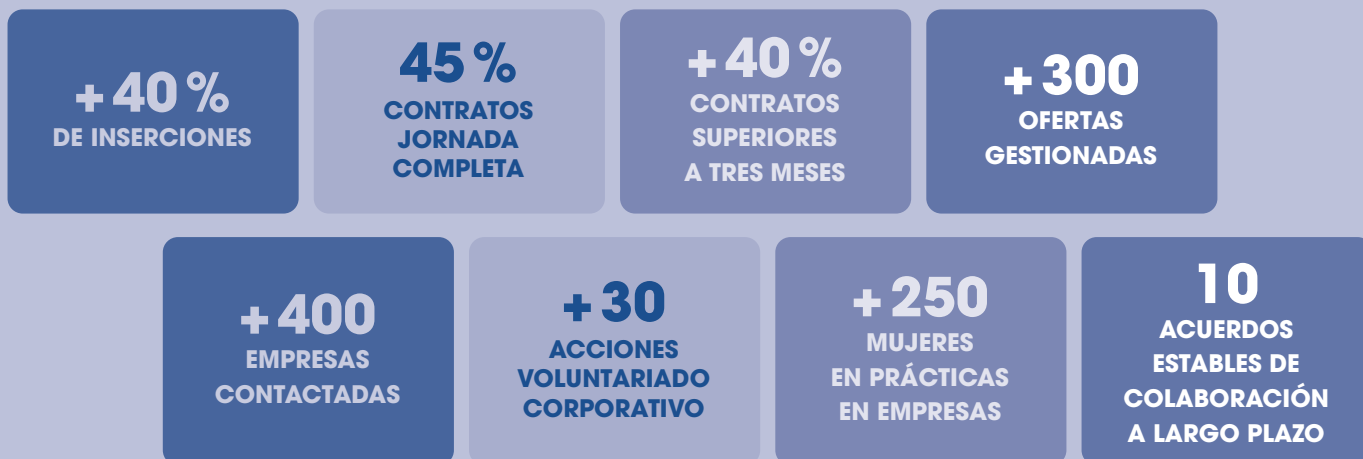 +40 %
DE INSERCIONES
45 %
CONTRATOS
JORNADA
COMPLETA
+40 %
CONTRATOS
SUPERIORES
A TRES MESES
+300
OFERTAS
GESTIONADAS
+400
EMPRESAS
CONTACTADAS
+30
ACCIONES
VOLUNTARIADO
CORPORATIVO
+250
MUJERES
EN PRÁCTICAS
EN EMPRESAS
10
ACUERDOS
ESTABLES DE
COLABORACIÓN
A LARGO PLAZO